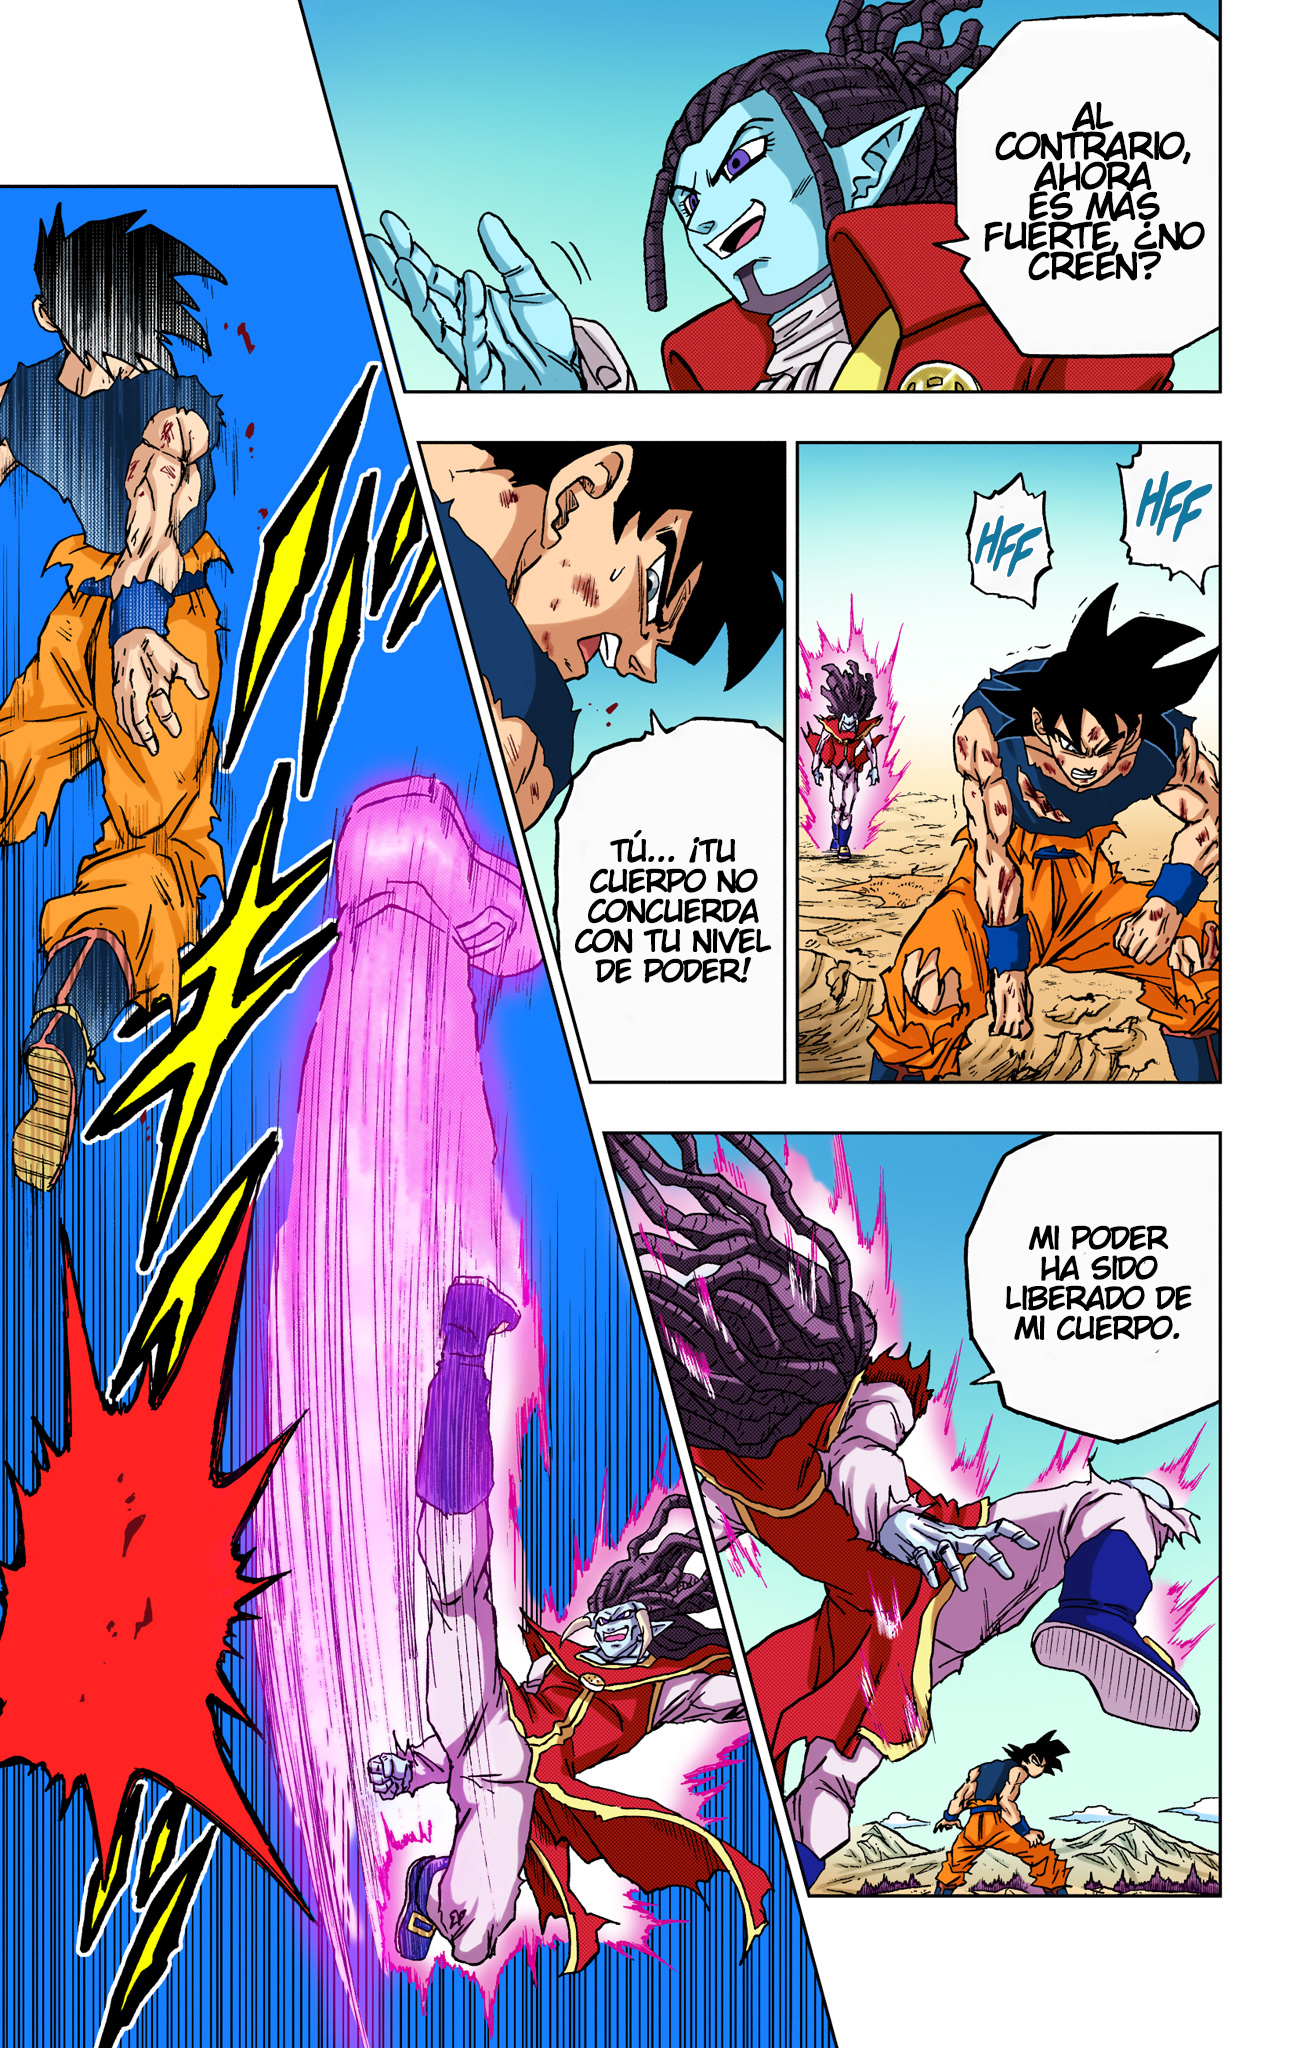 AL
CONTRARIO,
AHORA
ES MÁS
FUERTE, ¿NO
CREEN?
HFF
HFF
TÚ... ¡TU
CUERPO NO
CONCUERDA
CON TU NIVEL
DE PODER!
MI PODER
HA SIDO
LIBERADO DE
MI CUERPO.